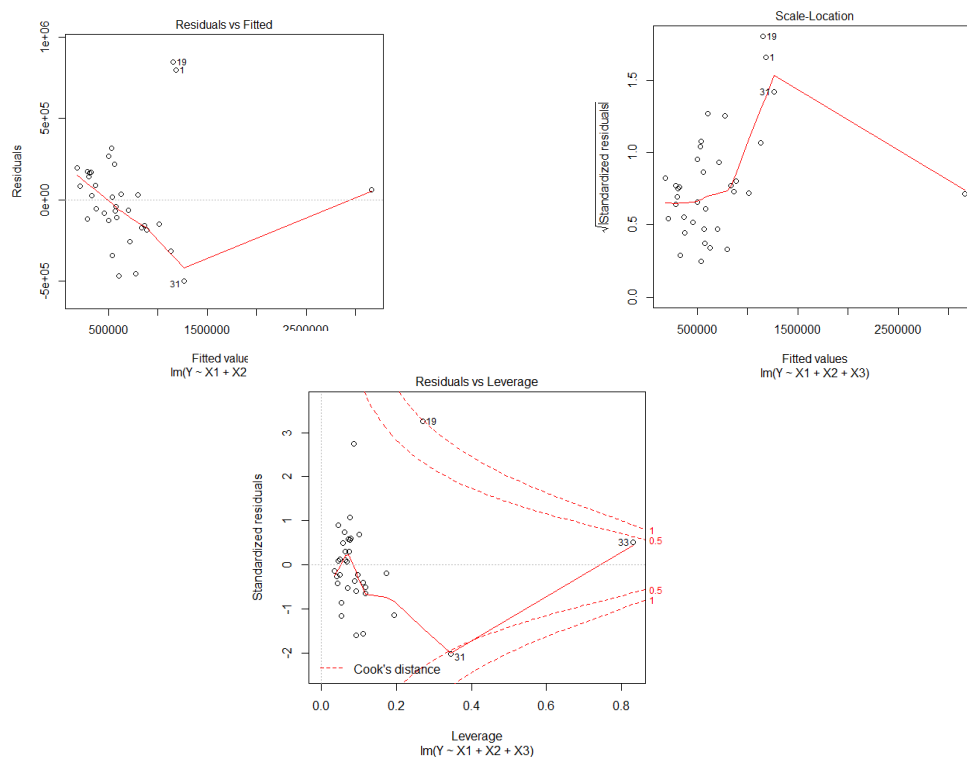 Residuals vs Fitted
Residuals
1e+06
5e+05
0e+00
-5e+05
19
1
31
500000 1500000 2500000
Fitted value
lm(Y ~ X1 + X2
Scale-Location
√|Standardized residuals|
1.5
1.0
0.5
0.0
19
1
31
500000 1500000 2500000
Fitted values
lm(Y ~ X1 + X2 + X3)
Residuals vs Leverage
Standardized residuals
3
2
1
0
-1
-2
19
33
31
1
0.5
0.5
1
Cook's distance
0.0 0.2 0.4 0.6 0.8
Leverage
lm(Y ~ X1 + X2 + X3)